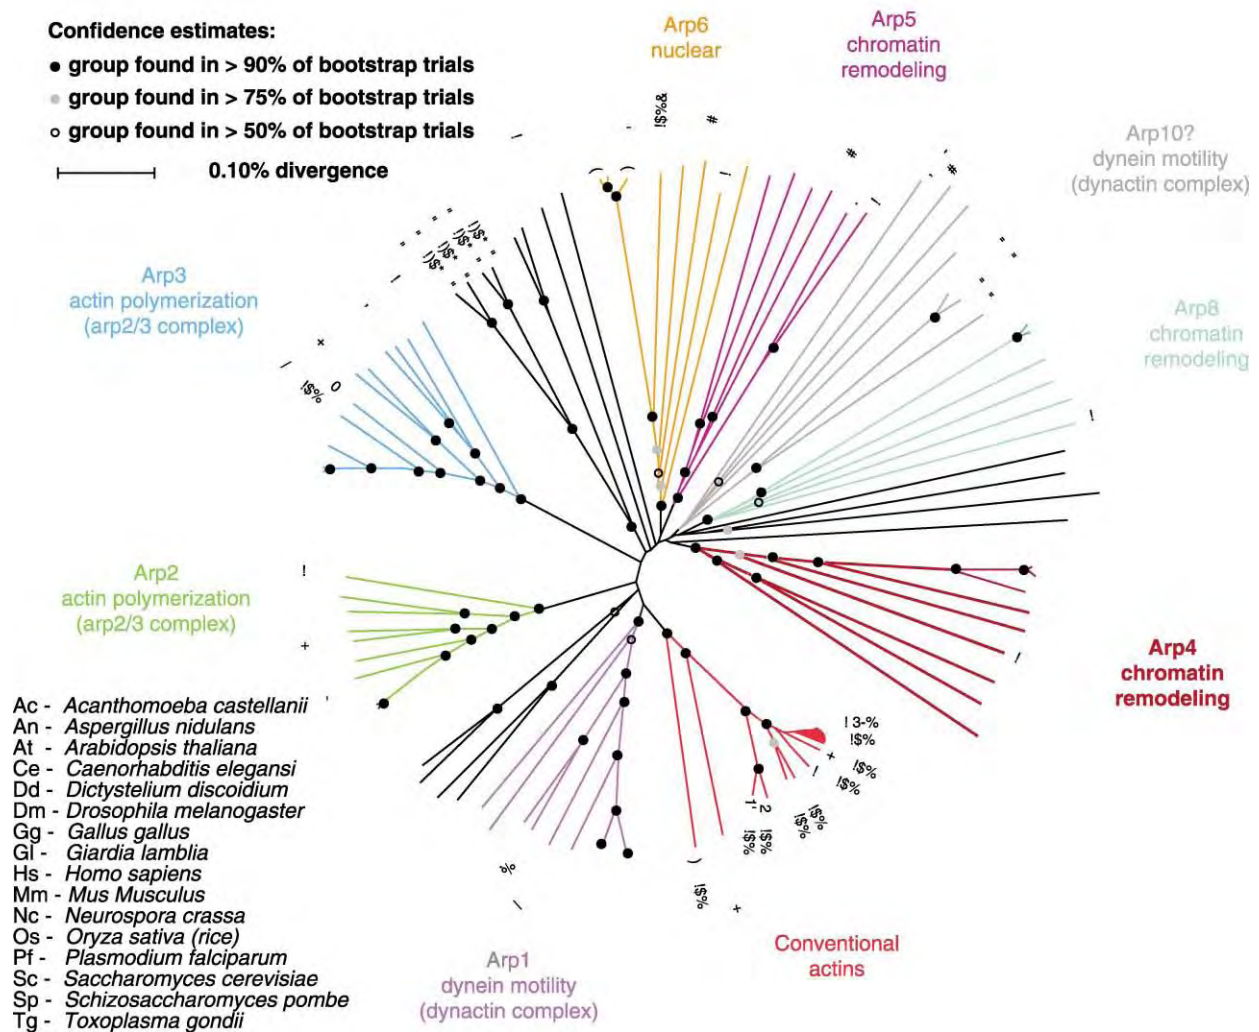 Confidence estimates:
group found in > 90% of bootstrap trials
group found in > 75% of bootstrap trials
group found in > 50% of bootstrap trials
0.10% divergence
Arp6
nuclear
Arp5
chromatin
remodeling
Arp10?
dynein motility
(dynactin complex)
Arp8
chromatin
remodeling
Arp3
actin polymerization
(arp2/3 complex)
Arp2
actin polymerization
(arp2/3 complex)
Arp4
chromatin
remodeling
Ac - Acanthomoeba castellanii
An - Aspergillus nidulans
At - Arabidopsis thaliana
Ce - Caenorhabditis elegansi
Dd - Dictystelium discoidium
Dm - Drosophila melanogaster
Gg - Gallus gallus
Gl - Giardia lamblia
Hs - Homo sapiens
Mm - Mus Musculus
Nc - Neurospora crassa
Os - Oryza sativa (rice)
Pf - Plasmodium falciparum
Sc - Saccharomyces cerevisiae
Sp - Schizosaccharomyces pombe
Tg - Toxoplasma gondii
Arp1
dynein motility
(dynactin complex)
Conventional
actins
!$%&
#
#
#
!$%
! 3-%
!$%
!$%
!$%
!$%
!$%
!$%
!$%
!$%